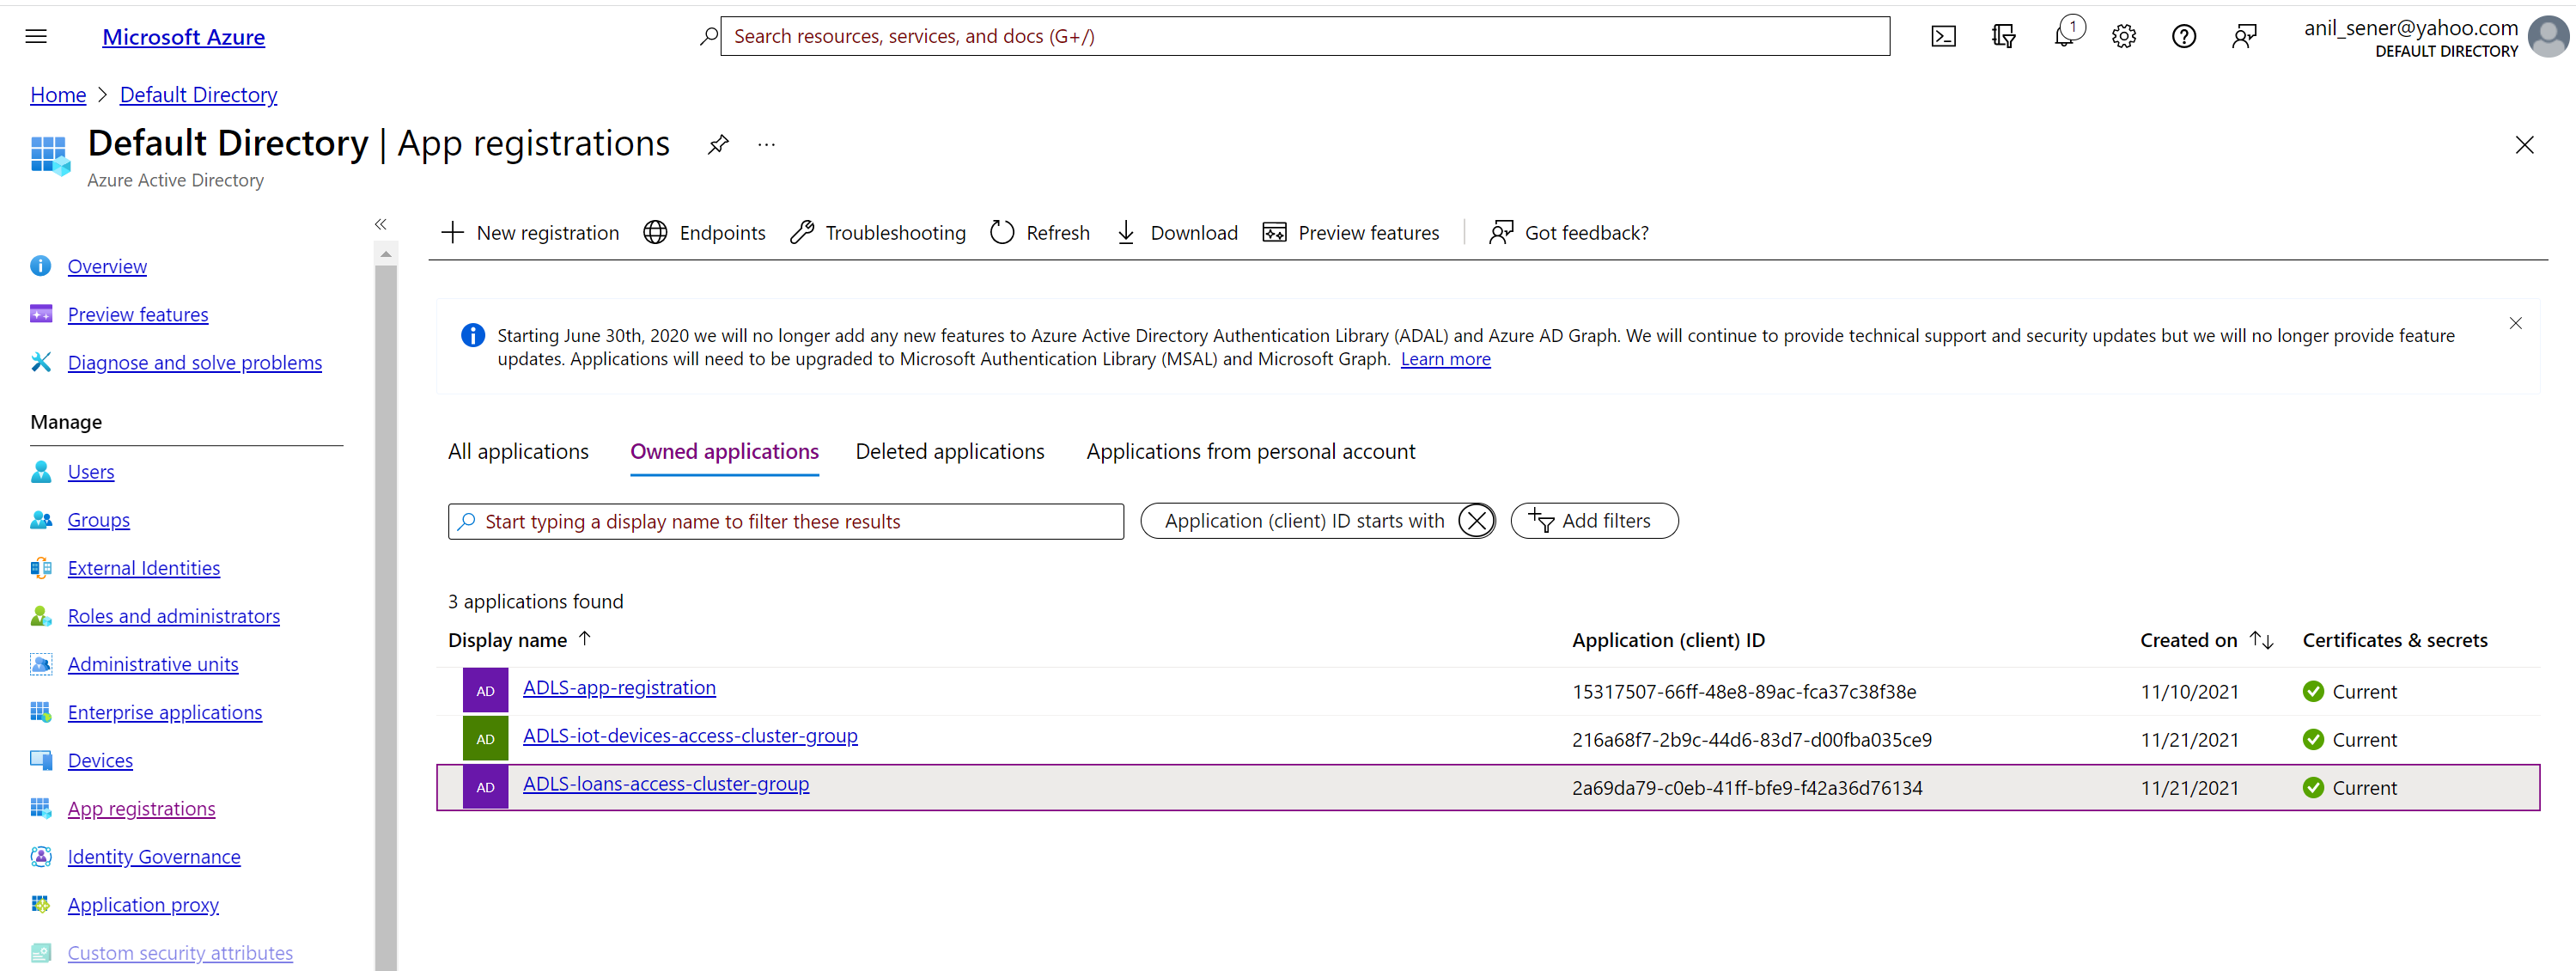 Microsoft Azure
Search resources, services, and docs (G+/)
1
anil_sener@yahoo.com
DEFAULT DIRECTORY
Home > Default Directory
Default Directory | App registrations
Azure Active Directory
Overview
Preview features
Diagnose and solve problems
Manage
Users
Groups
External Identities
Roles and administrators
Administrative units
Enterprise applications
Devices
App registrations
Identity Governance
Application proxy
Custom security attributes
New registration Endpoints Troubleshooting Refresh Download Preview features Got feedback?
Starting June 30th, 2020 we will no longer add any new features to Azure Active Directory Authentication Library (ADAL) and Azure AD Graph. We will continue to provide technical support and security updates but we will no longer provide feature
updates. Applications will need to be upgraded to Microsoft Authentication Library (MSAL) and Microsoft Graph. Learn more
All applications Owned applications Deleted applications Applications from personal account
Start typing a display name to filter these results Application (client) ID starts with Add filters
3 applications found
Display name ↑ Application (client) ID Created on ↑↓ Certificates & secrets
AD ADLS-app-registration 15317507-66ff-48e8-89ac-fca37c38f38e 11/10/2021 Current
AD ADLS-iot-devices-access-cluster-group 216a68f7-2b9c-44d6-83d7-d00fba035ce9 11/21/2021 Current
AD ADLS-loans-access-cluster-group 2a69da79-c0eb-41ff-bfe9-f42a36d76134 11/21/2021 Current